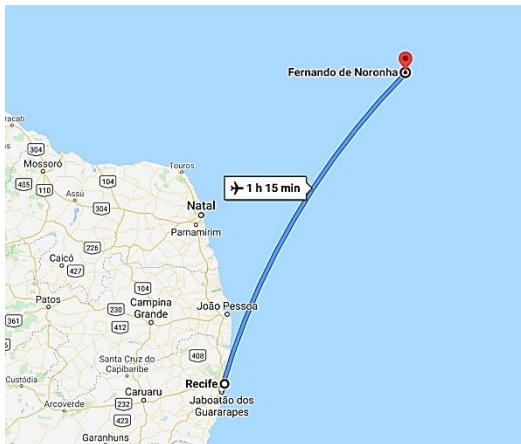 Fernando de Noronha
racati
304
Mossoró
Touros
405
110
104
1 h 15 min
Assú
304
Natal
Parnamirim
226
Caicó
427
104
Patos
230
Campina
Grande
João Pessoa
361
412
408
Santa Cruz do
Capibaribe
Custódia
Recife
Caruaru
Jaboatão dos
Guararapes
Arcoverde
232
423
Garanhuns